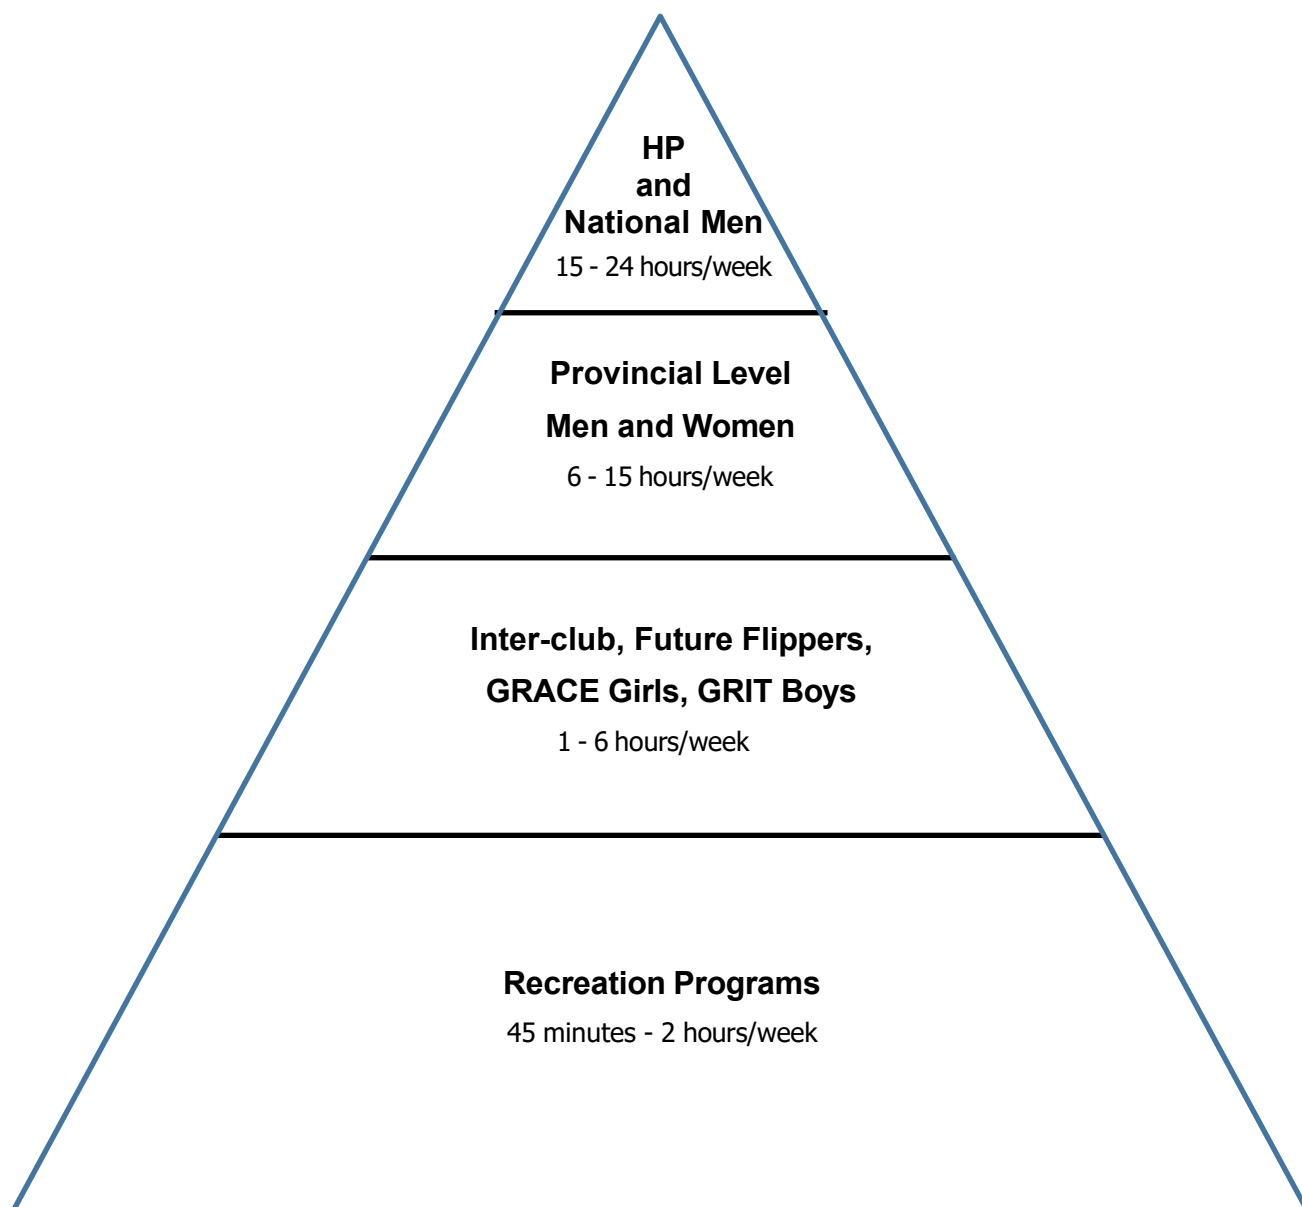 HP
and
National Men
15 - 24 hours/week
Provincial Level
Men and Women
6 - 15 hours/week
Inter-club, Future Flippers,
GRACE Girls, GRIT Boys
1 - 6 hours/week
Recreation Programs
45 minutes - 2 hours/week